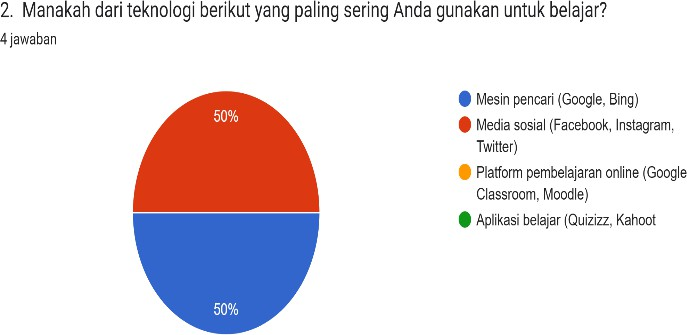 2. Manakah dari teknologi berikut yang paling sering Anda gunakan untuk belajar?
4 jawaban
50%
50%
Mesin pencari (Google, Bing)
Media sosial (Facebook, Instagram,
Twitter)
Platform pembelajaran online (Google
Classroom, Moodle)
Aplikasi belajar (Quizizz, Kahoot